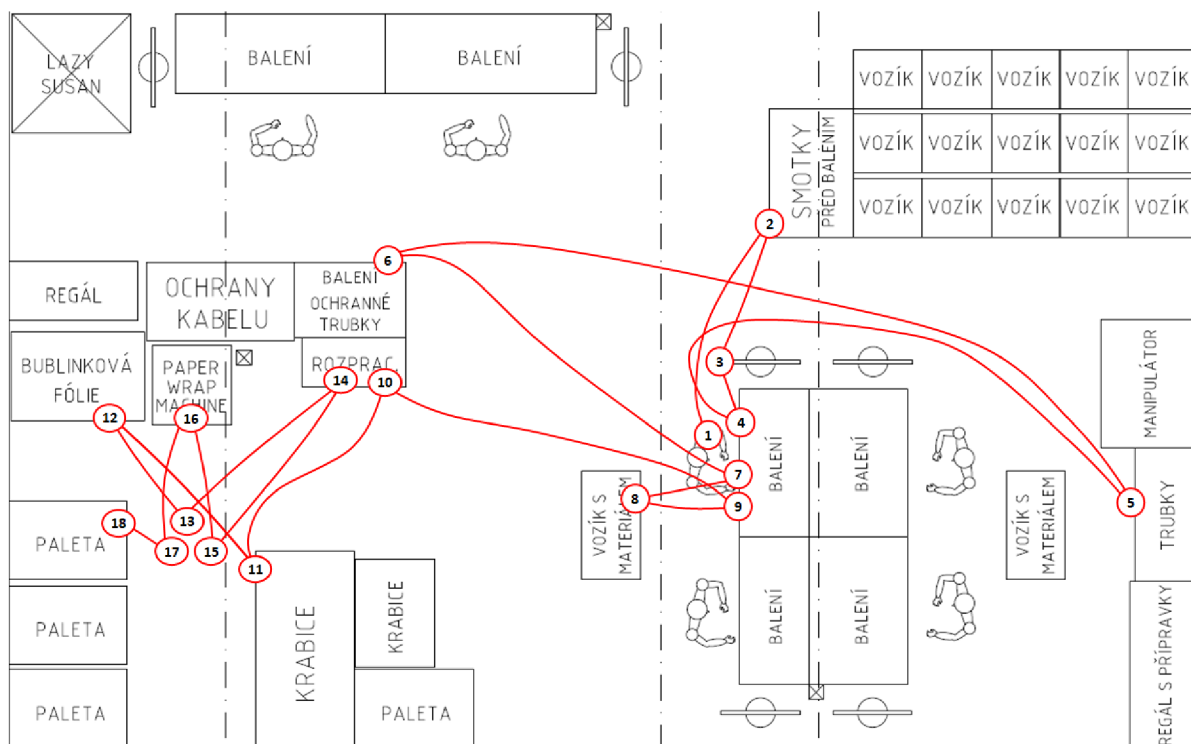 LAZY
SUSAN
BALENÍ
BALENÍ
VOZÍK
VOZÍK
VOZÍK
VOZÍK
VOZÍK
SMOTKY
PŘED BALENÍM
VOZÍK
VOZÍK
VOZÍK
VOZÍK
VOZÍK
VOZÍK
VOZÍK
VOZÍK
VOZÍK
VOZÍK
2
6
REGÁL
OCHRANY
KABELU
BALENÍ
OCHRANNÉ
TRUBKY
BUBLINKOVÁ
FÓLIE
PAPER
WRAP
MACHINE
ROZPRAC.
14
10
12
16
3
4
1
7
9
8
5
MANIPULÁTOR
BALENÍ
BALENÍ
VOZÍK S
MATERIÁLEM
VOZÍK S
MATERIÁLEM
TRUBKY
18
13
17
15
11
PALETA
PALETA
PALETA
KRABICE
KRABICE
PALETA
BALENÍ
BALENÍ
REGÁL S PŘÍPRAVKY